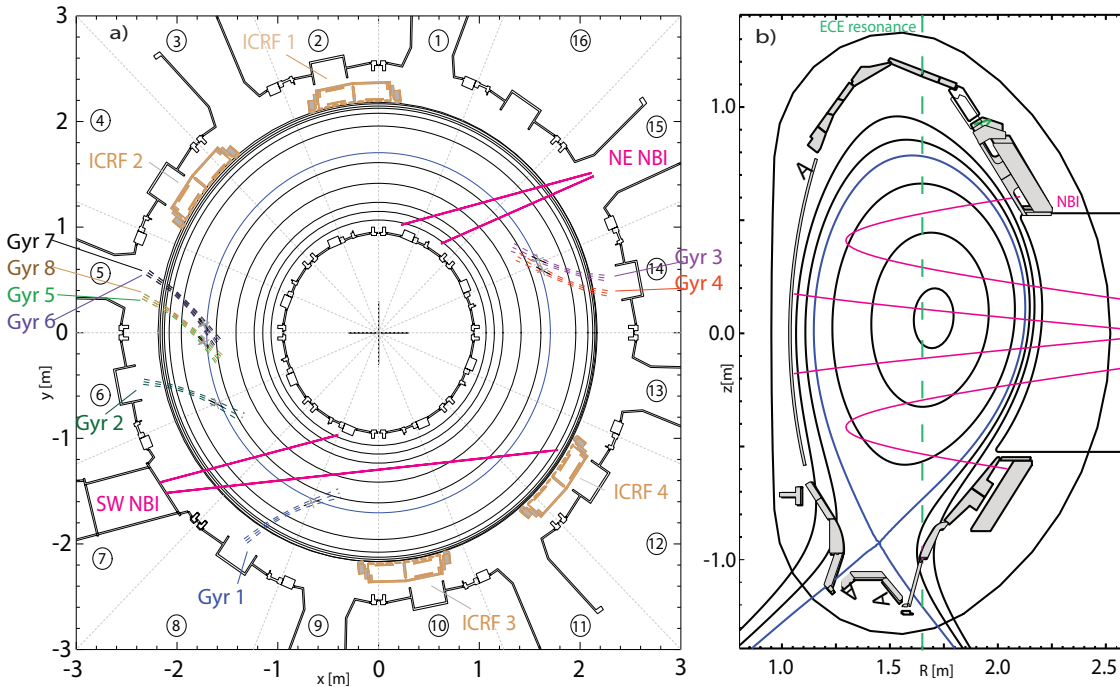 a)
ICRF 1
3
2
1
16
3
2
1
0
-1
-2
-3
y [m]
4
15
ICRF 2
NE NBI
Gyr 7
5
Gyr 8
Gyr 5
Gyr 6
14
Gyr 3
Gyr 4
13
6
Gyr 2
SW NBI
7
ICRF 4
12
Gyr 1
8
9
ICRF 3
10
11
-3
-2
-1
0
1
2
3
x [m]
b)
ECE resonance
NBI
1.0
0.0
-1.0
z[m]
1.0
1.5
2.0
2.5
R [m]